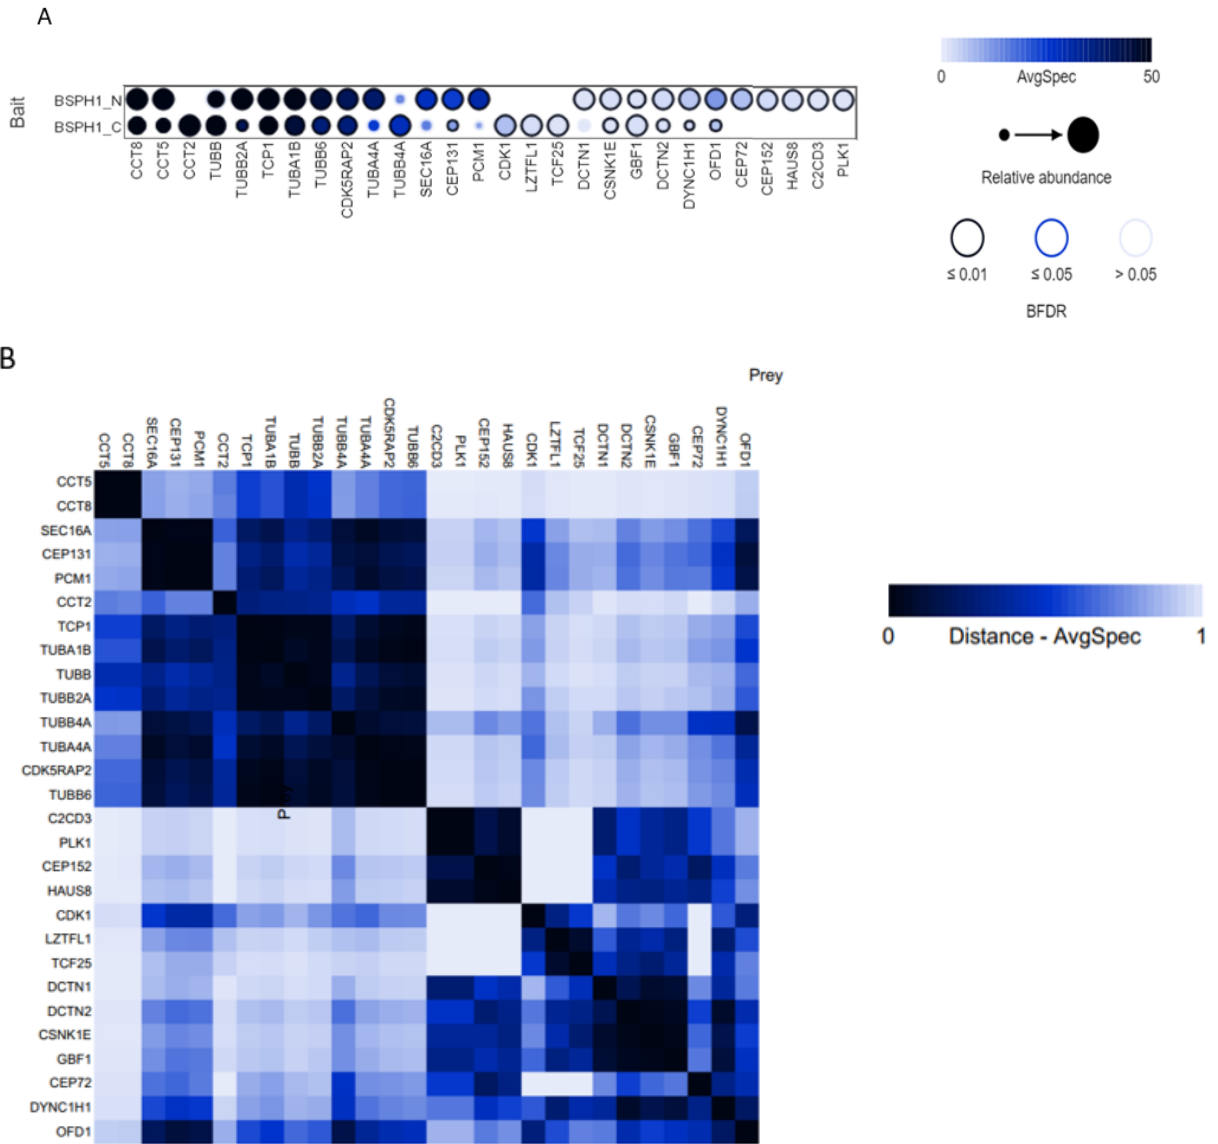 A
0 AvgSpec 50
Bait
BSPH1_N
BSPH1_C
CCT8 CCT5 CCT2 TUBB TUBB2A TCP1 TUBA1B TUBB6 CDK5RAP2 TUBA4A TUBB4A SEC16A CEP131 PCM1 CDK1 LZTFL1 TCF25 DCTN1 CSNK1E GBF1 DCTN2 DYNC1H1 OFD1 CEP72 CEP152 HAUS8 C2CD3 PLK1
Relative abundance
≤ 0.01 ≤ 0.05 > 0.05
BFDR
B
Prey
CCT5 CCT8 SEC16A CEP131 PCM1 CCT2 TCP1 TUBA1B TUBB TUBB2A TUBB4A TUBA4A CDK5RAP2 TUBB6 C2CD3 PLK1 CEP152 HAUS8 CDK1 LZTFL1 TCF25 DCTN1 DCTN2 CSNK1E GBF1 CEP72 DYNC1H1 OFD1
CCT5
CCT8
SEC16A
CEP131
PCM1
CCT2
TCP1
TUBA1B
TUBB
TUBB2A
TUBB4A
TUBA4A
CDK5RAP2
TUBB6
C2CD3
PLK1
CEP152
HAUS8
CDK1
LZTFL1
TCF25
DCTN1
DCTN2
CSNK1E
GBF1
CEP72
DYNC1H1
OFD1
Prey
0 Distance - AvgSpec 1